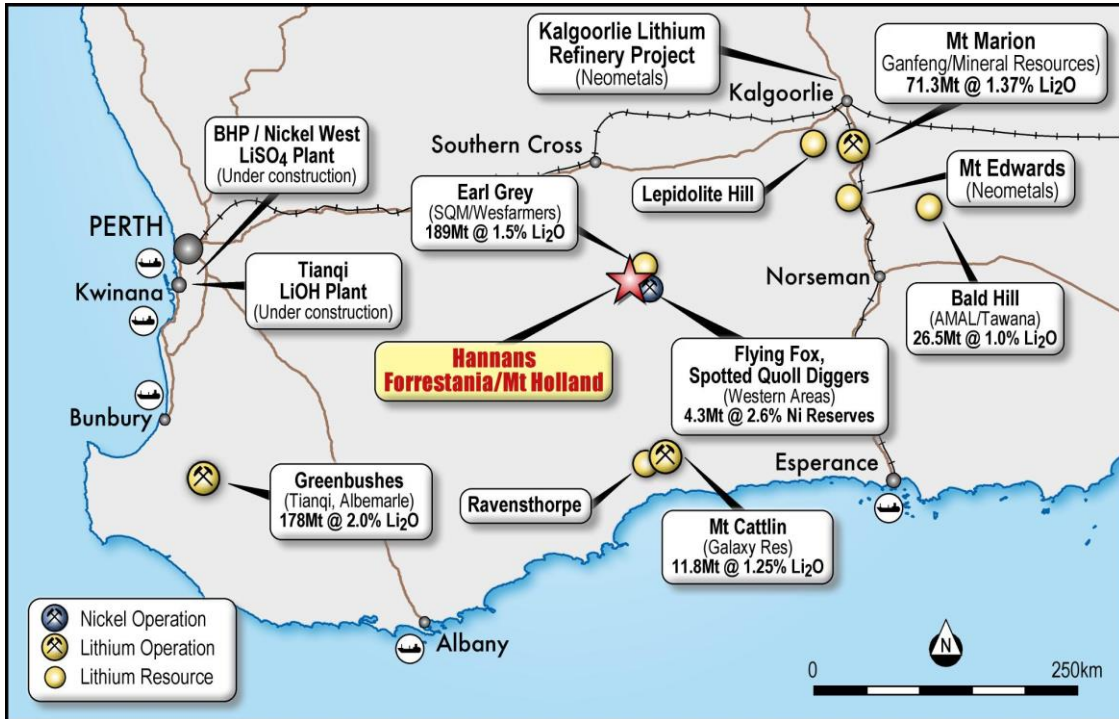 Kalgoorlie Lithium
Refinery Project
(Neometals)
Mt Marion
Ganfeng/Mineral Resources)
71.3Mt @ 1.37% Li₂O
Kalgoorlie
BHP / Nickel West
LiSO₄ Plant
(Under construction)
Southern Cross
Earl Grey
(SQM/Wesfarmers)
189Mt @ 1.5% Li₂O
Lepidolite Hill
Mt Edwards
(Neometals)
PERTH
Kwinana
Tianqi
LiOH Plant
(Under construction)
Norseman
Bald Hill
(AMAL/Tawana)
26.5Mt @ 1.0% Li₂O
Hannans
Forrestania/Mt Holland
Flying Fox,
Spotted Quoll Diggers
(Western Areas)
4.3Mt @ 2.6% Ni Reserves
Bunbury
Greenbushes
(Tianqi, Albemarle)
178Mt @ 2.0% Li₂O
Ravensthorpe
Esperance
Mt Cattlin
(Galaxy Res)
11.8Mt @ 1.25% Li₂O
Albany
Nickel Operation
Lithium Operation
Lithium Resource
N
0 250km